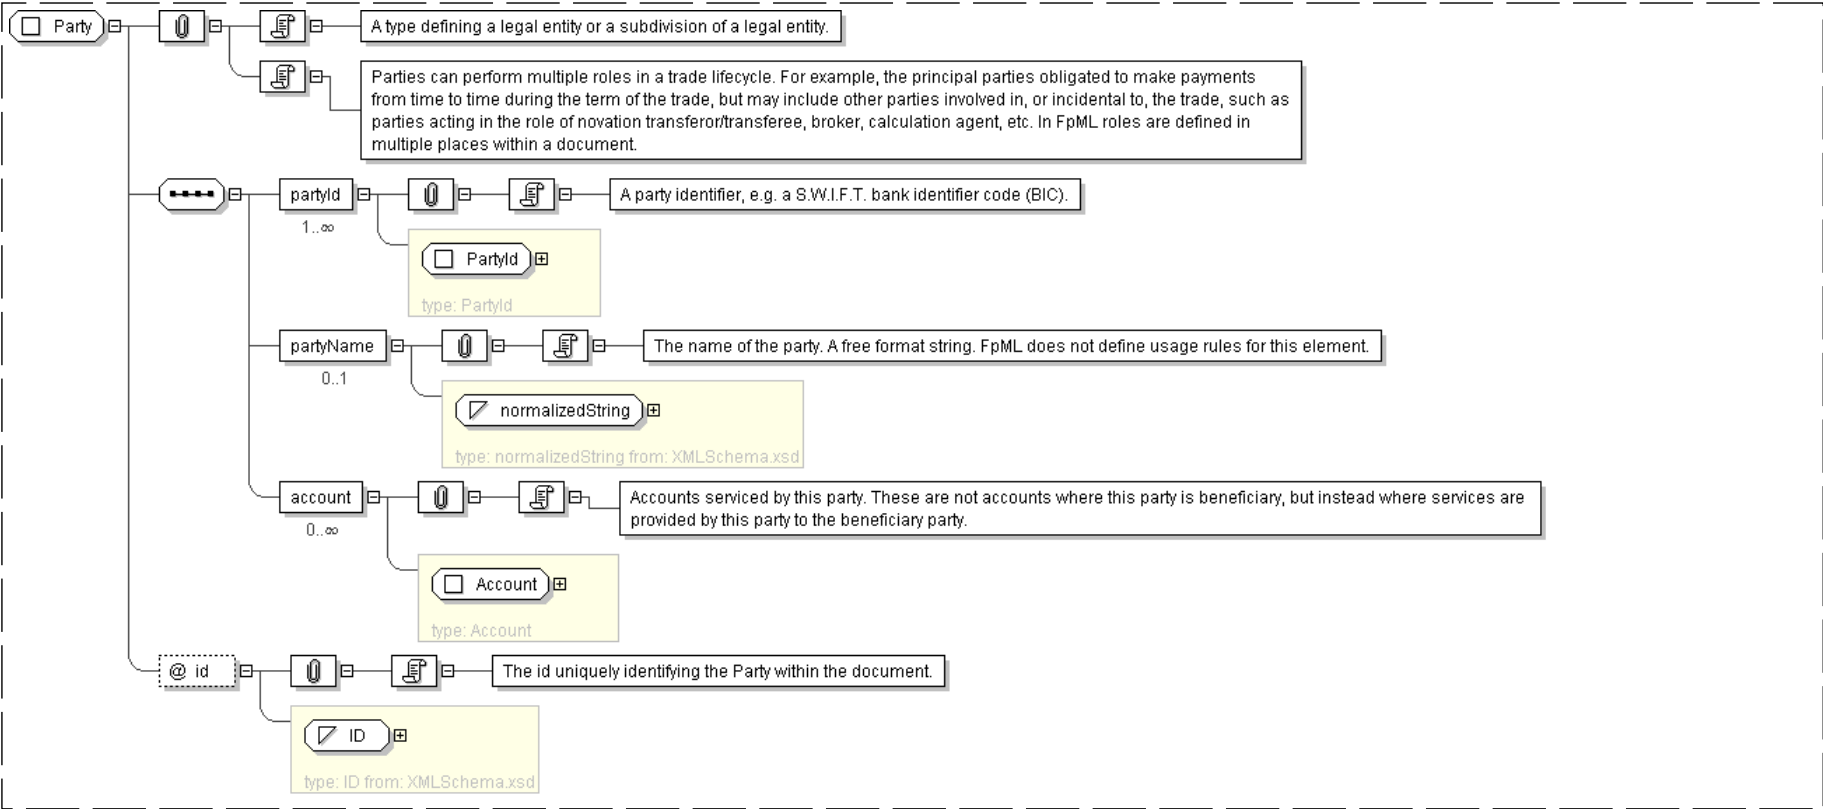 Party
A type defining a legal entity or a subdivision of a legal entity.
Parties can perform multiple roles in a trade lifecycle. For example, the principal parties obligated to make payments
from time to time during the term of the trade, but may include other parties involved in, or incidental to, the trade, such as
parties acting in the role of novation transferor/transferee, broker, calculation agent, etc. In FpML roles are defined in
multiple places within a document.
partyId
A party identifier, e.g. a S.W.I.F.T. bank identifier code (BIC).
1..∞
PartyId
type: PartyId
partyName
The name of the party. A free format string. FpML does not define usage rules for this element.
0..1
normalizedString
type: normalizedString from: XMLSchema.xsd
account
Accounts serviced by this party. These are not accounts where this party is beneficiary, but instead where services are
provided by this party to the beneficiary party.
0..∞
Account
type: Account
@ id
The id uniquely identifying the Party within the document.
ID
type: ID from: XMLSchema.xsd